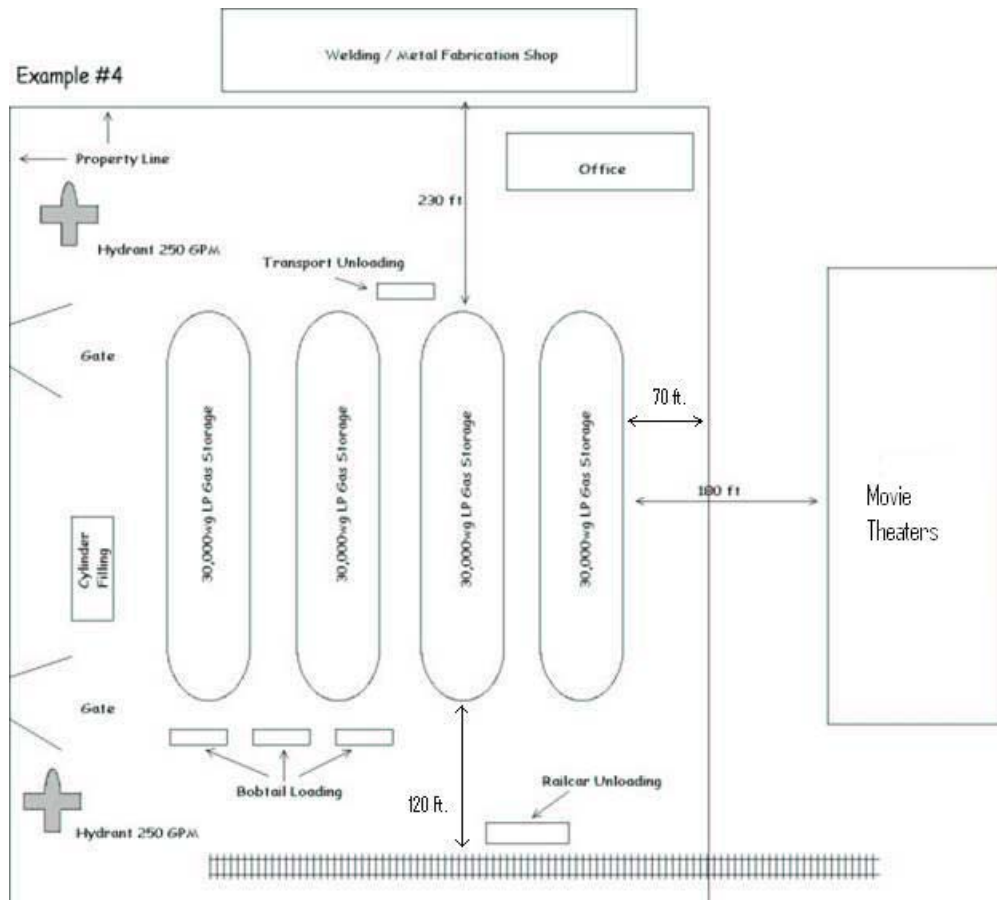 Welding / Metal Fabrication Shop
Example #4
Property Line
Office
230 ft
Hydrant 250 GPM
Transport Unloading
Gate
30,000wg LP Gas Storage
30,000wg LP Gas Storage
30,000wg LP Gas Storage
30,000wg LP Gas Storage
70 ft.
180 ft
Movie
Theaters
Cylinder
Filling
Gate
Bobtail Loading
Railcar Unloading
120 Ft.
Hydrant 250 GPM